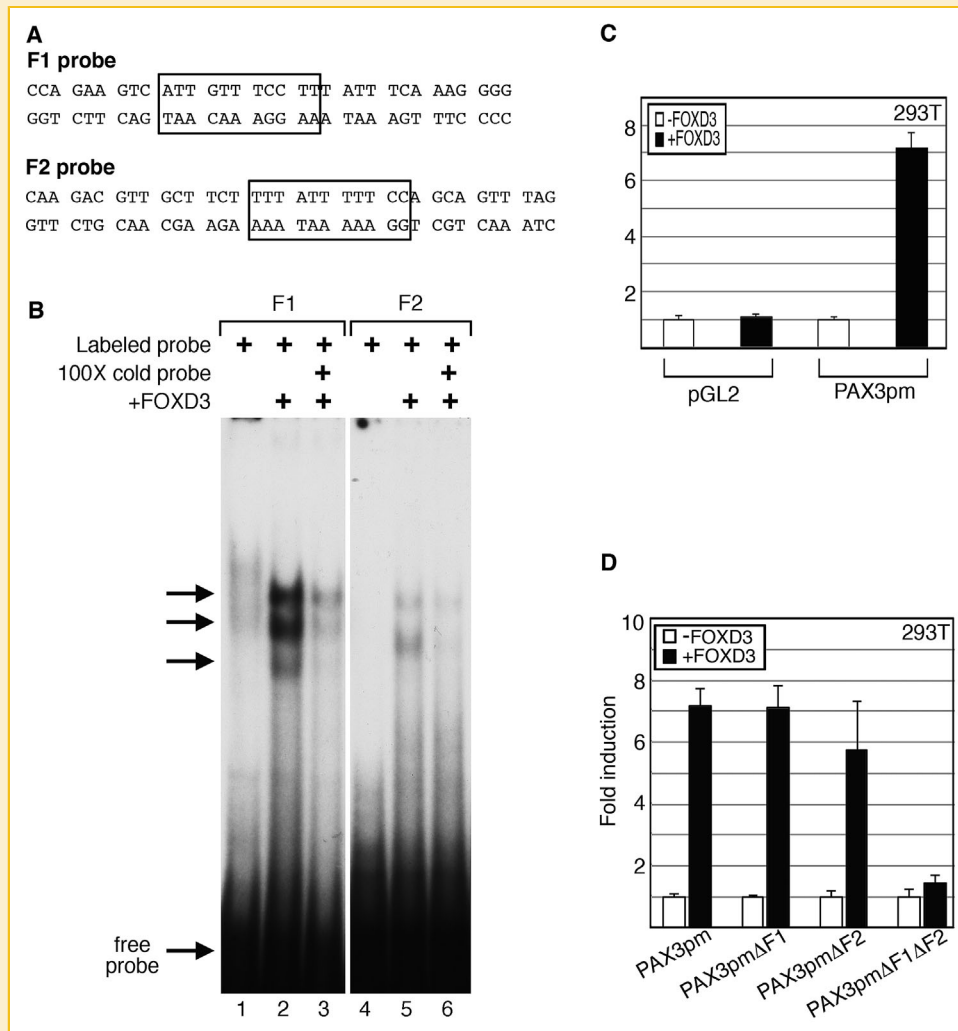 A
F1 probe
CCA GAA GTC ATT GTT TCC TTT ATT TCA AAG GGG
GGT CTT CAG TAA CAA AGG AAA TAA AGT TTC CCC
F2 probe
CAA GAC GTT GCT TCT TTT ATT TTT CCA GCA GTT TAG
GTT CTG CAA CGA AGA AAA TAA AAA GGT CGT CAA ATC
B
F1 F2
Labeled probe + + + + + +
100X cold probe + +
+FOXD3 + + + +
free
probe
1 2 3 4 5 6
C
293T
-FOXD3
+FOXD3
8
6
4
2
pGL2 PAX3pm
D
293T
-FOXD3
+FOXD3
Fold induction
10
8
6
4
2
PAX3pm PAX3pmΔF1 PAX3pmΔF2 PAX3pmΔF1ΔF2